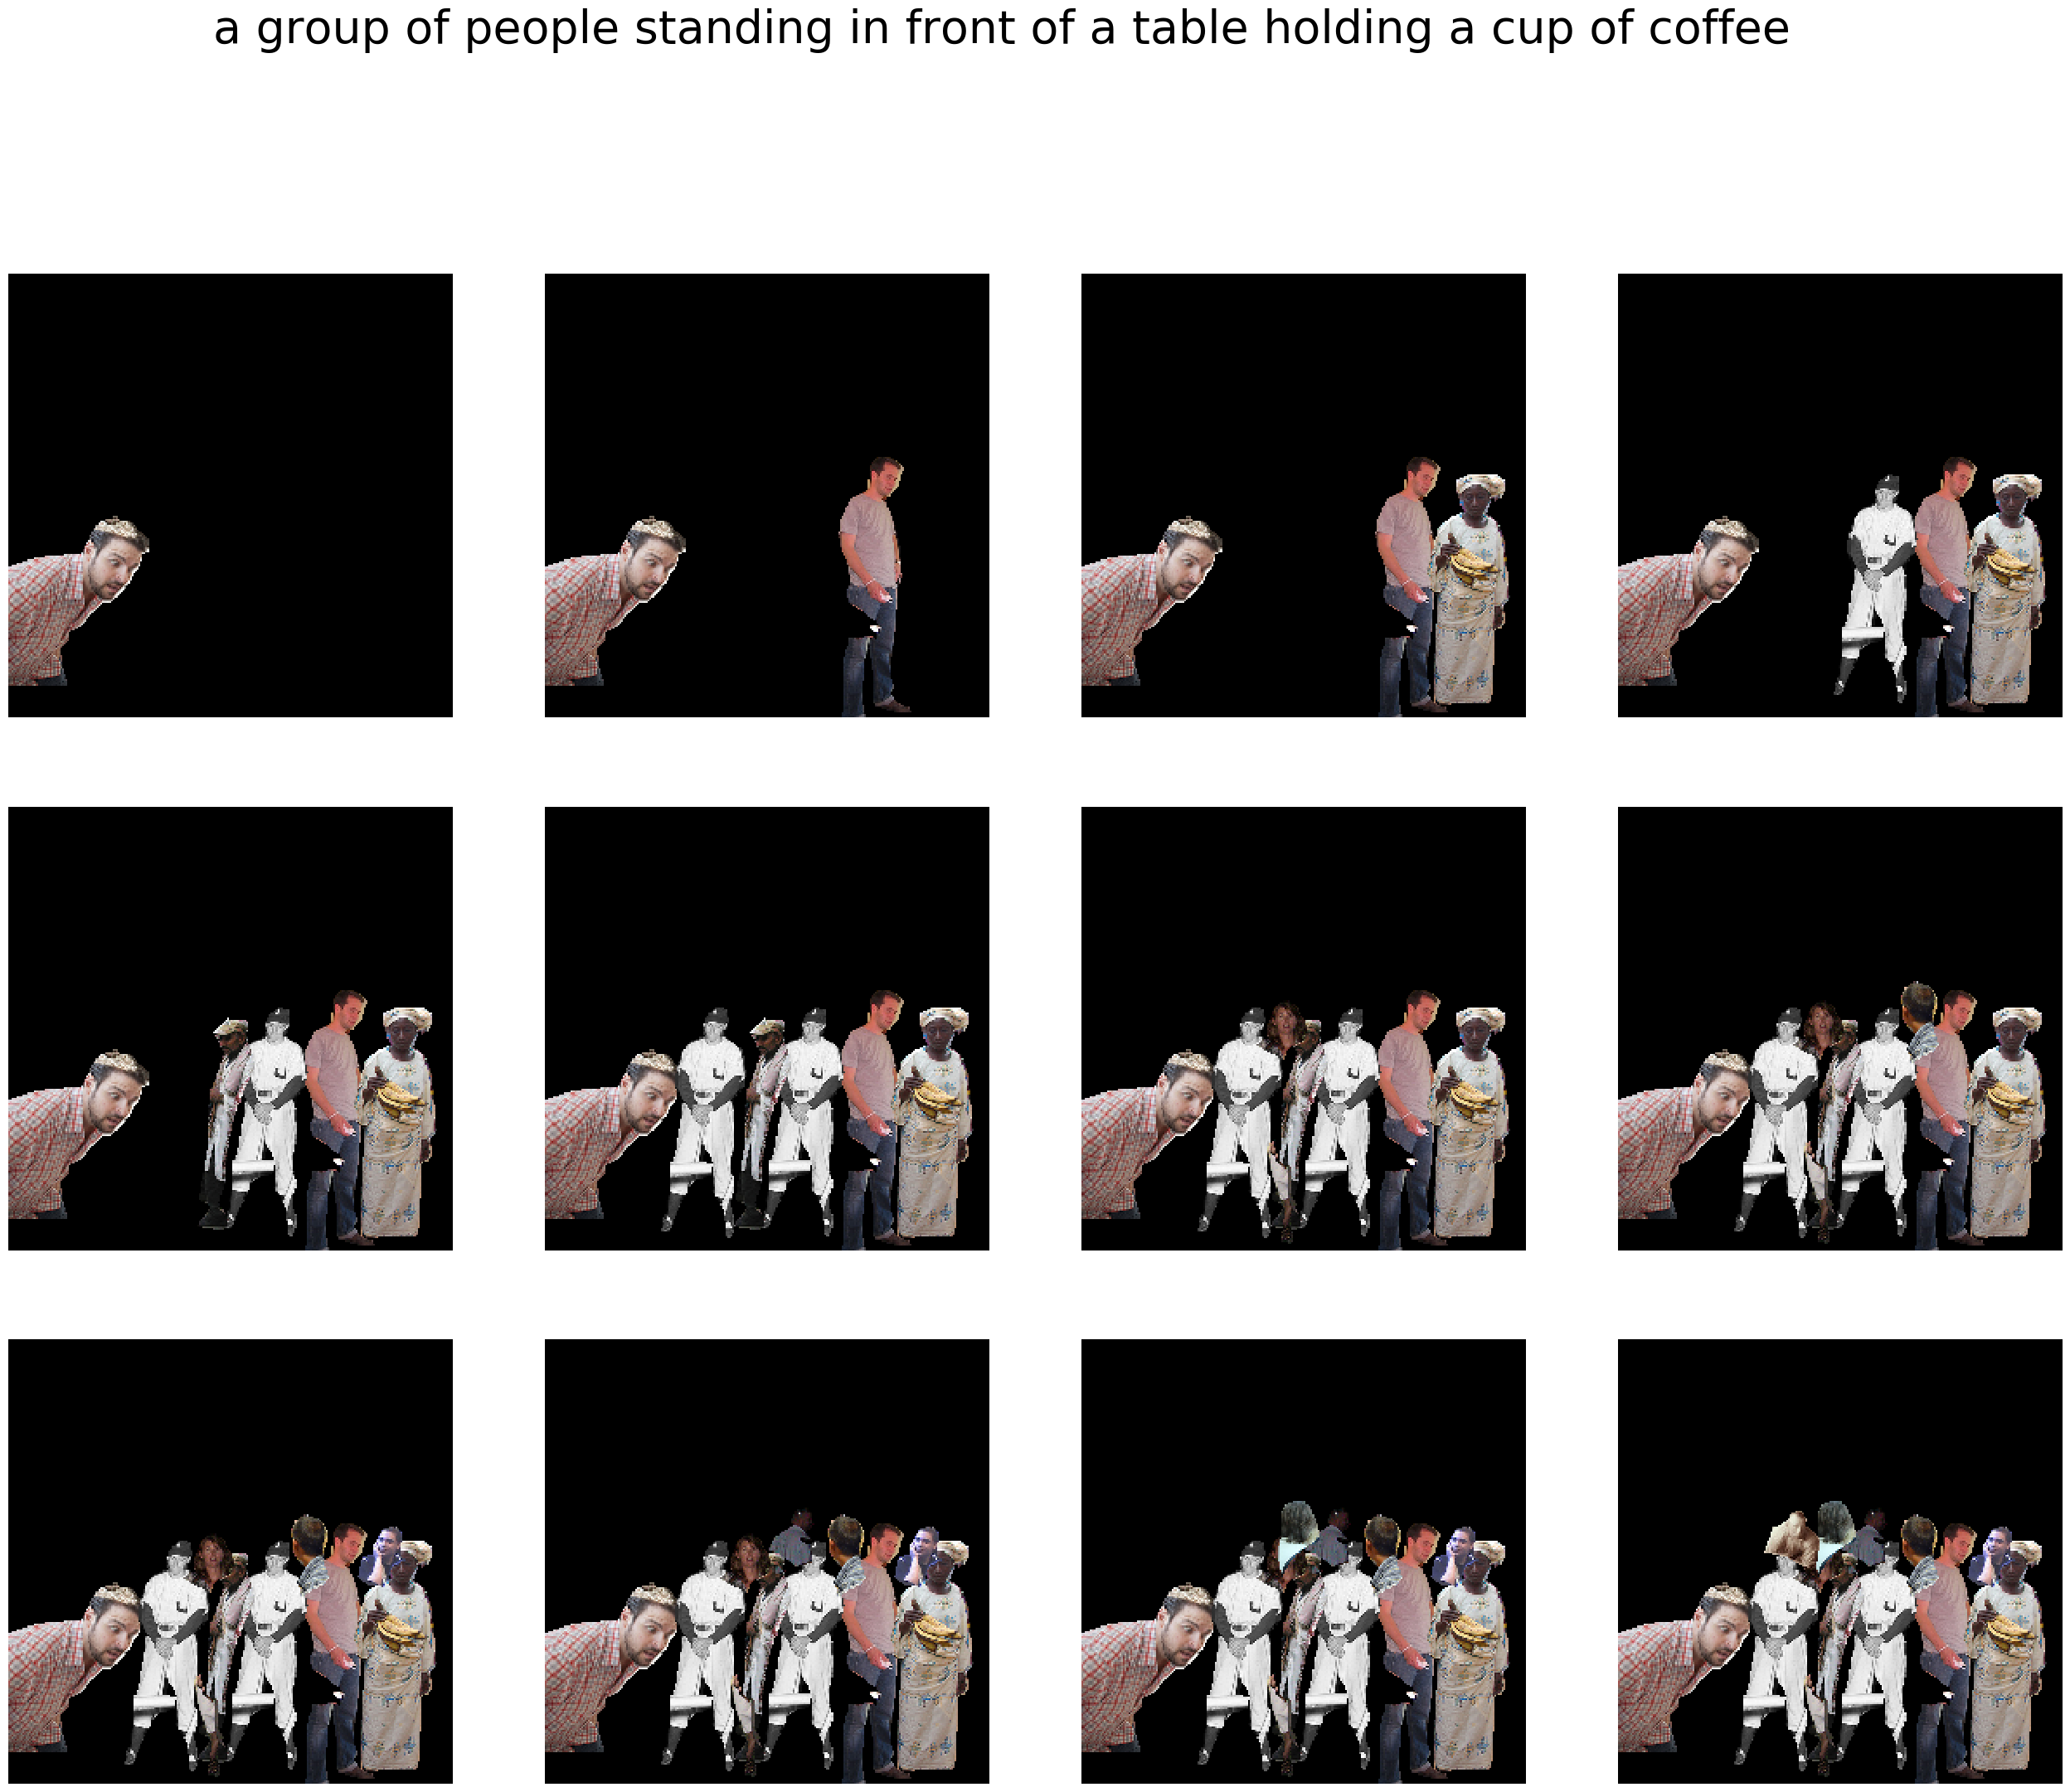 a group of people standing in front of a table holding a cup of coffee